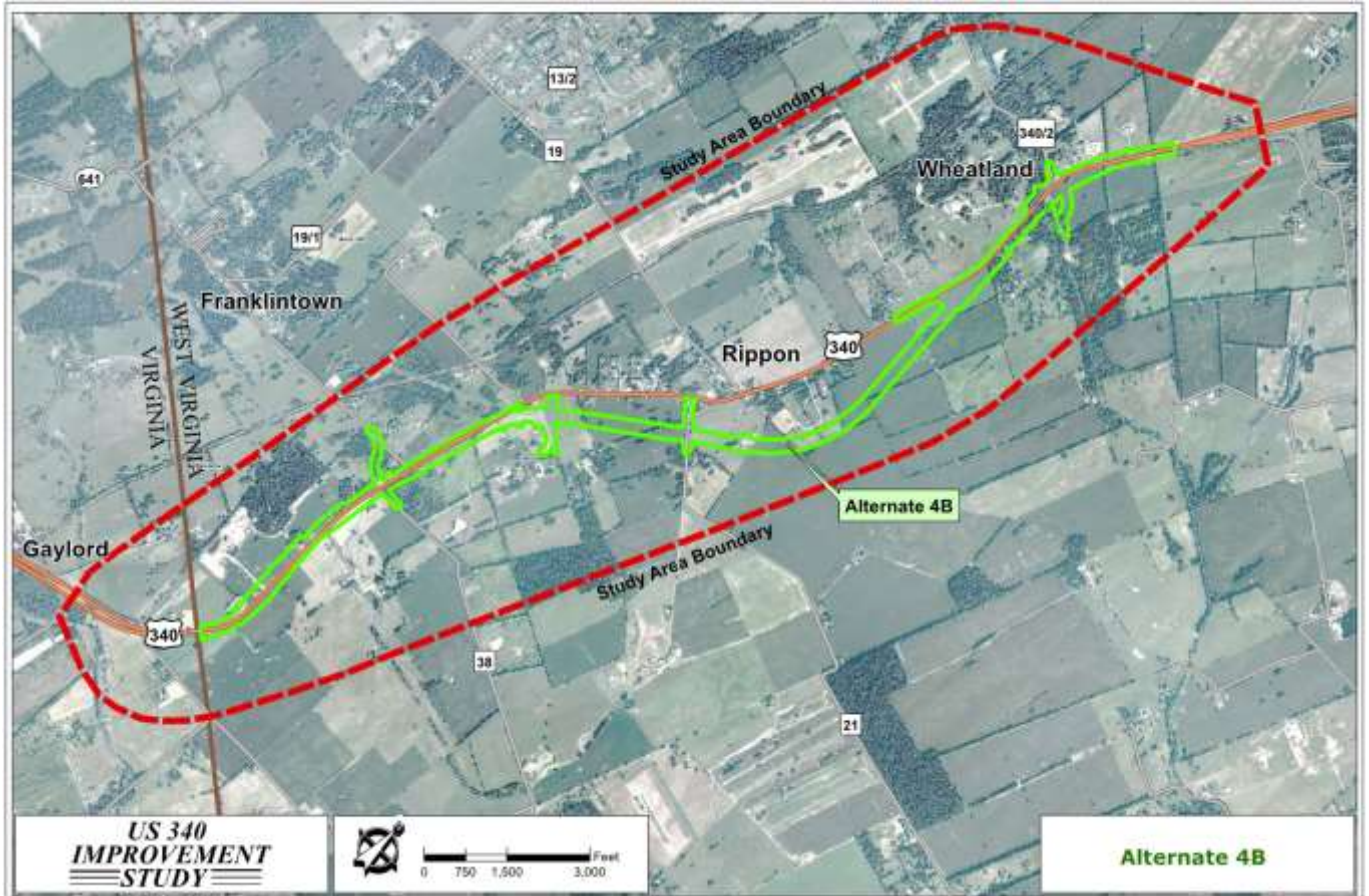 13/2
19
Study Area Boundary
340/2
Wheatland
641
19/1
Franklintown
WEST VIRGINIA
VIRGINIA
Rippon
340
Alternate 4B
Gaylord
Study Area Boundary
340
38
21
US 340
IMPROVEMENT
STUDY
Feet
0 750 1,500 3,000
Alternate 4B